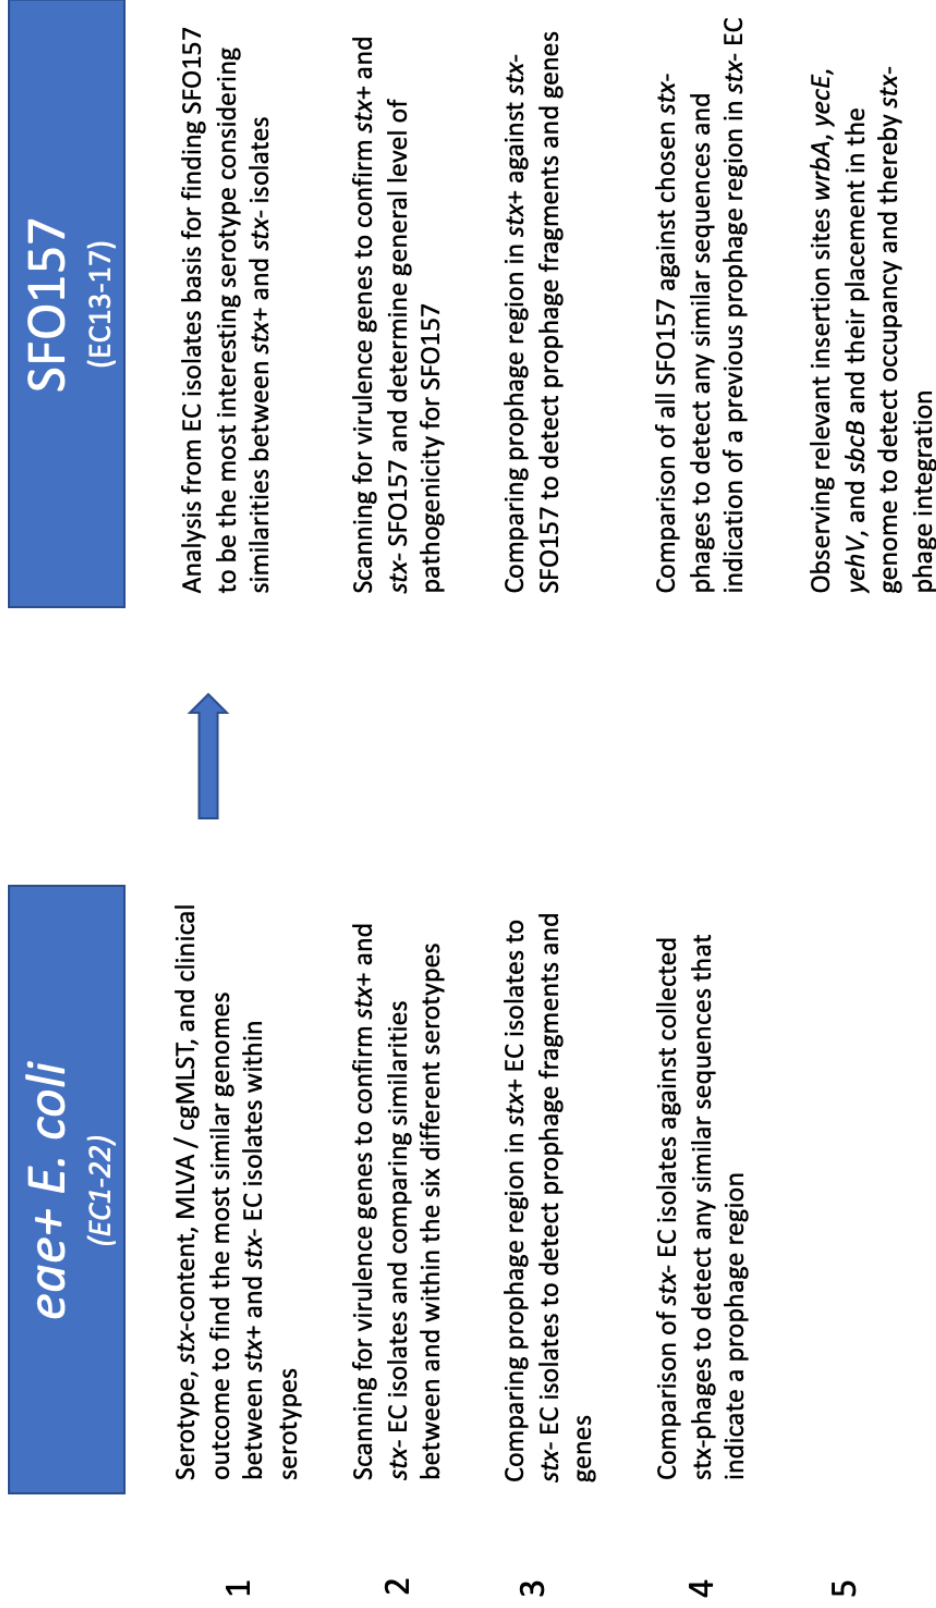 eae+ E. coli
(EC1-22)
SFO157
(EC13-17)
1
Serotype, stx-content, MLVA / cgMLST, and clinical
outcome to find the most similar genomes
between stx+ and stx- EC isolates within
serotypes
Analysis from EC isolates basis for finding SFO157
to be the most interesting serotype considering
similarities between stx+ and stx- isolates
2
Scanning for virulence genes to confirm stx+ and
stx- EC isolates and comparing similarities
between and within the six different serotypes
Scanning for virulence genes to confirm stx+ and
stx- SFO157 and determine general level of
pathogenicity for SFO157
3
Comparing prophage region in stx+ EC isolates to
stx- EC isolates to detect prophage fragments and
genes
Comparing prophage region in stx+ against stx-
SFO157 to detect prophage fragments and genes
4
Comparison of stx- EC isolates against collected
stx-phages to detect any similar sequences that
indicate a prophage region
Comparison of all SFO157 against chosen stx-
phages to detect any similar sequences and
indication of a previous prophage region in stx- EC
5
Observing relevant insertion sites wrbA, yecE,
yehV, and sbcB and their placement in the
genome to detect occupancy and thereby stx-
phage integration